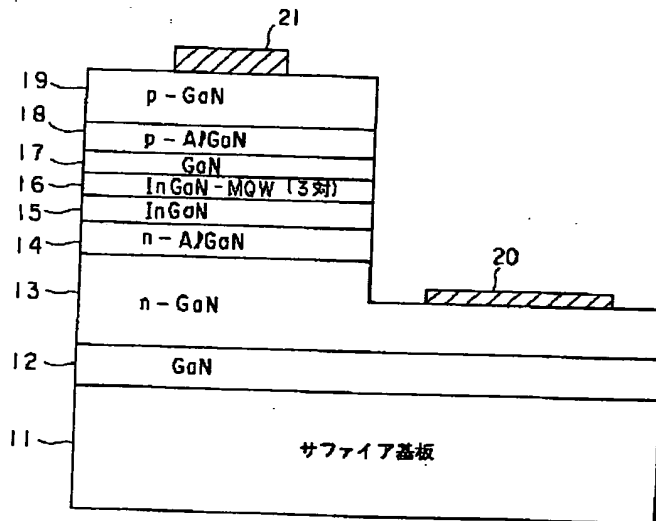 21
19
p-GaN
18
p-AlGaN
17
GaN
16
InGaN-MQW (3対)
15
InGaN
14
n-AlGaN
20
13
n-GaN
12
GaN
11
サファイア基板